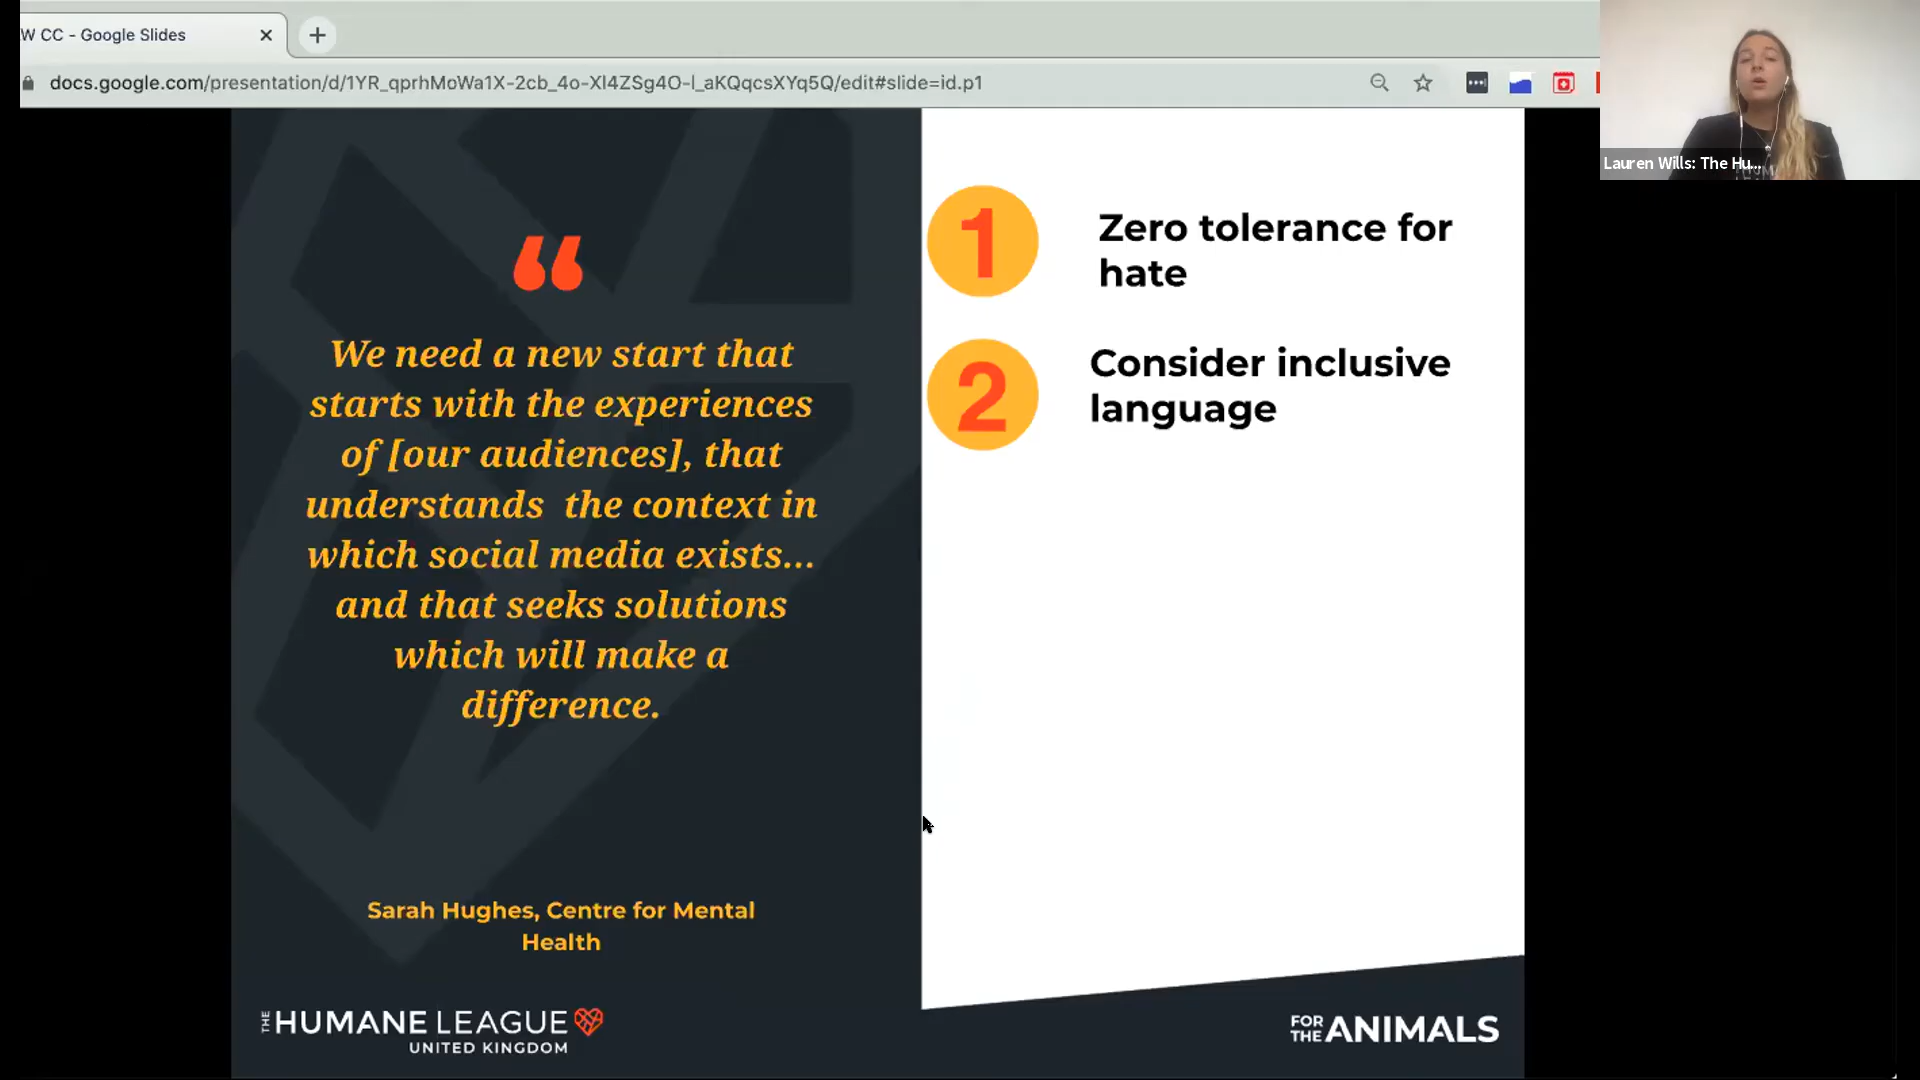 W CC - Google Slides
docs.google.com/presentation/d/1YR_qprhMoWa1X-2cb_4o-XI4ZSg4O-l_aKQqcsXYq5Q/edit#slide=id.p1
Lauren Wills: The Hu...
“
We need a new start that
starts with the experiences
of [our audiences], that
understands the context in
which social media exists...
and that seeks solutions
which will make a
difference.
Sarah Hughes, Centre for Mental
Health
THE HUMANE LEAGUE
UNITED KINGDOM
1
Zero tolerance for
hate
2
Consider inclusive
language
FOR THE ANIMALS